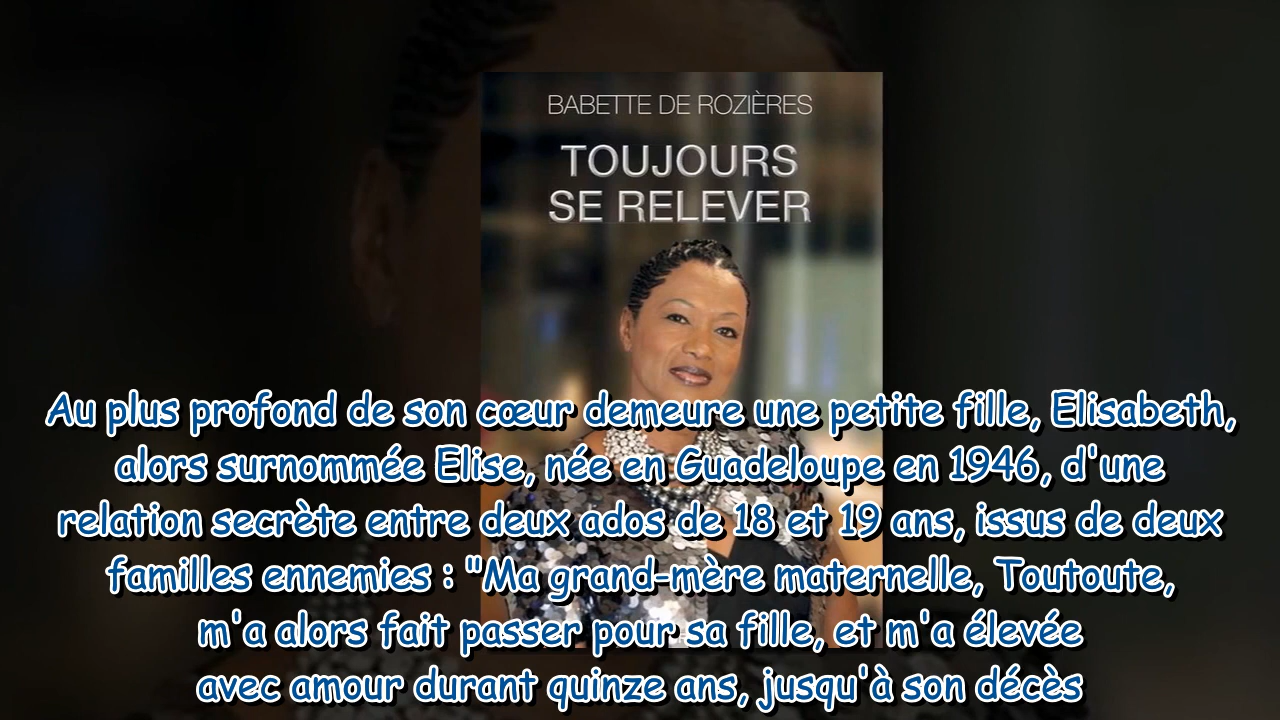 BABETTE DE ROZIÈRES
TOUJOURS
SE RELEVER
Au plus profond de son cœur demeure une petite fille, Elisabeth,
alors surnommée Elise, née en Guadeloupe en 1946, d'une
relation secrète entre deux ados de 18 et 19 ans, issus de deux
familles ennemies : "Ma grand-mère maternelle, Toutoute,
m'a alors fait passer pour sa fille, et m'a élevée
avec amour durant quinze ans, jusqu'à son décès